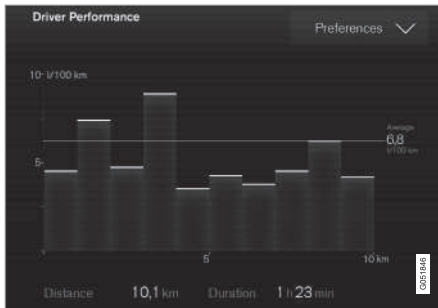 Driver Performance
Preferences
10- l/100 km
Average
6,8
l/100 km
5-
5
10 km
Distance 10,1 km Duration 1 h 23 min
G051846